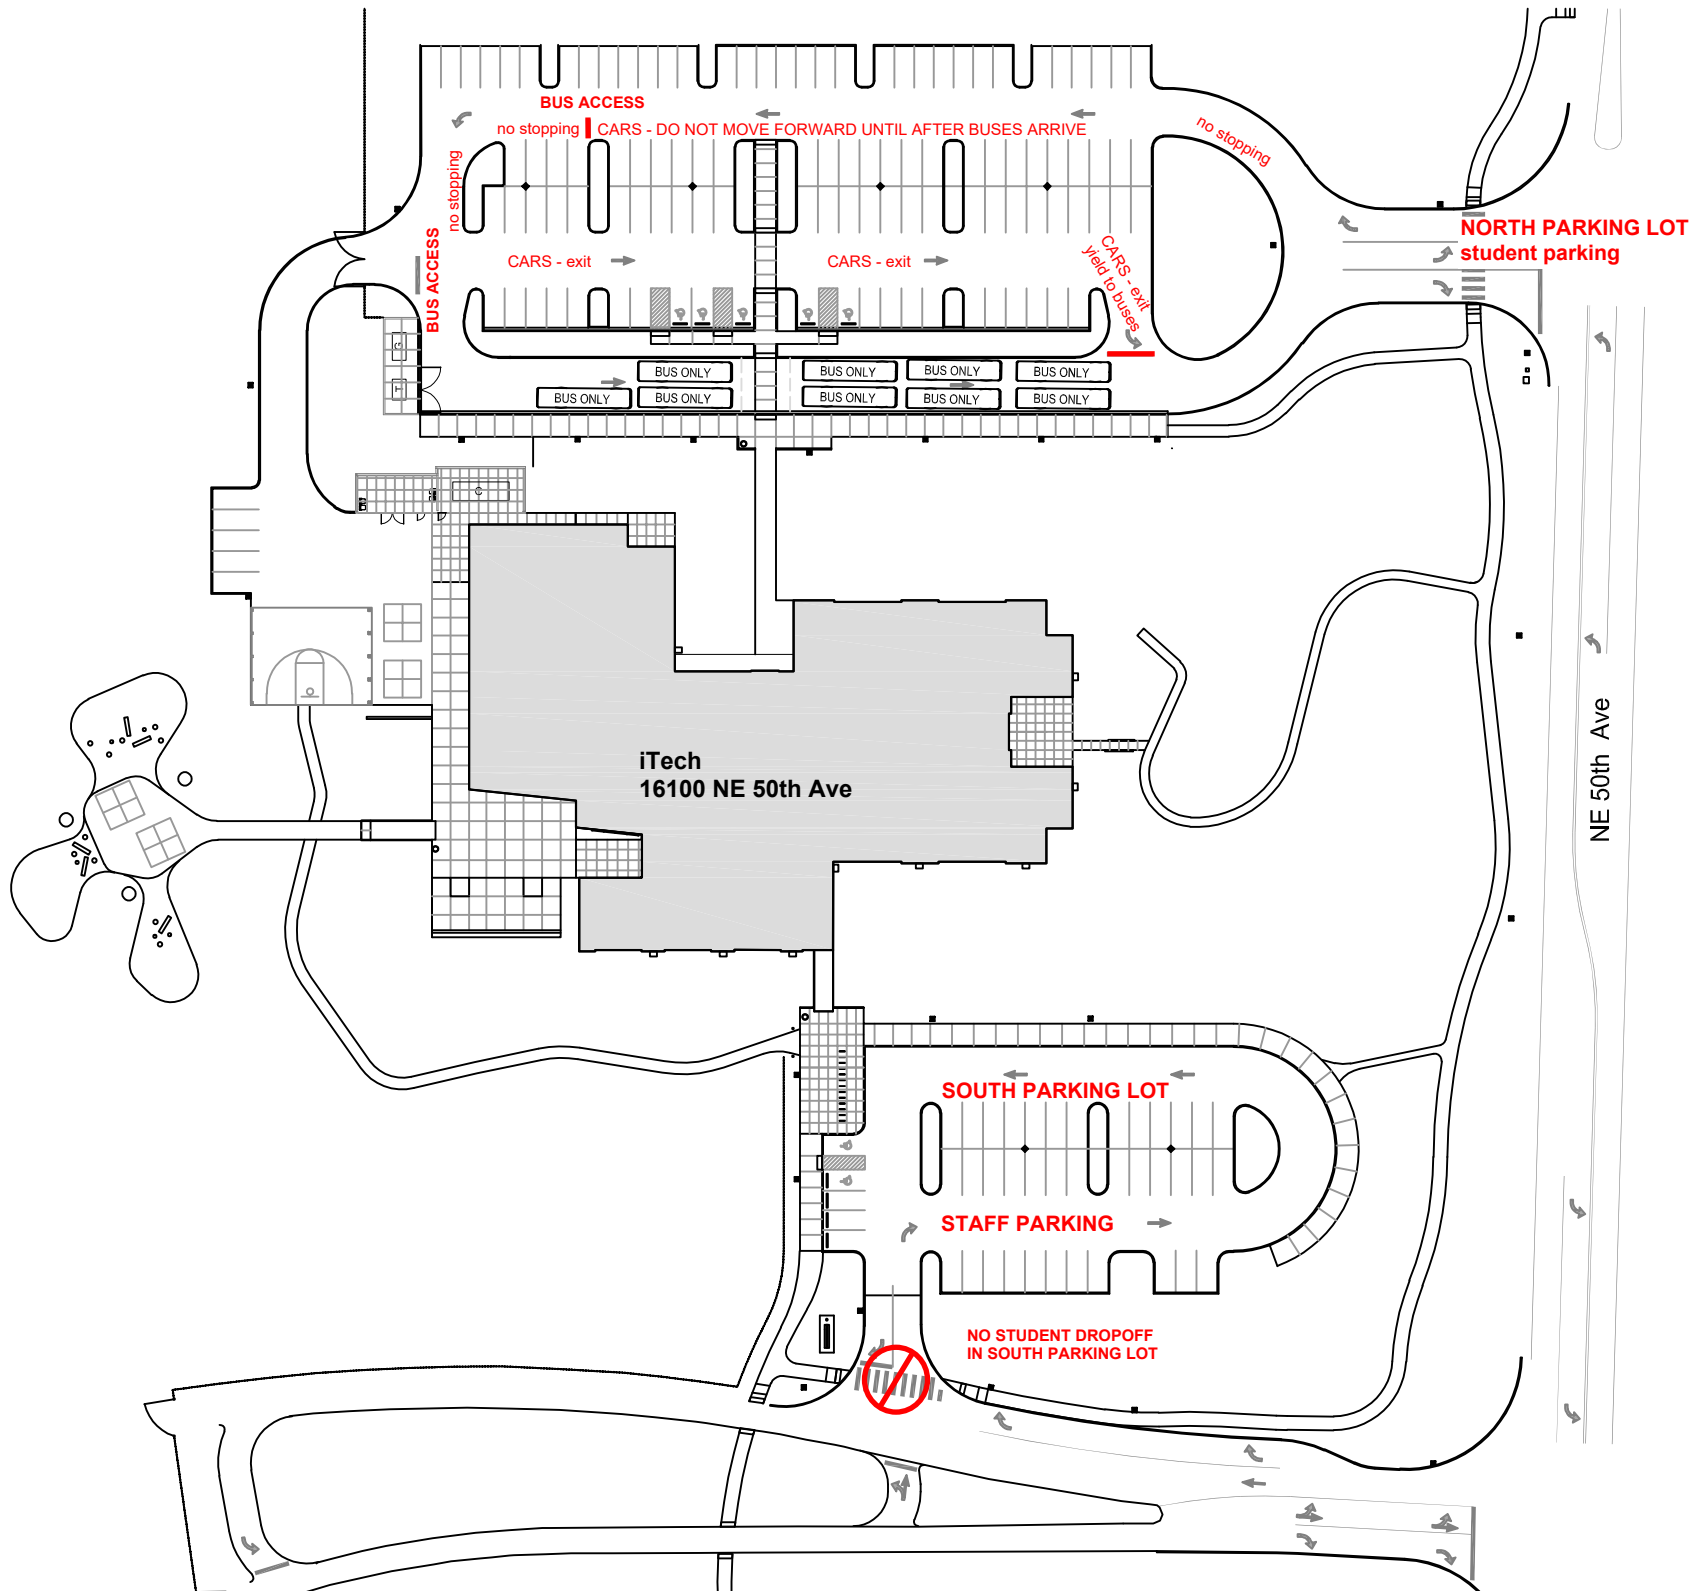 BUS ACCESS
no stopping
CARS - DO NOT MOVE FORWARD UNTIL AFTER BUSES ARRIVE
no stopping
no stopping
NORTH PARKING LOT
student parking
BUS ACCESS
CARS - exit
CARS - exit
CARS - exit
yield to buses
G
T
BUS ONLY
BUS ONLY
BUS ONLY
BUS ONLY
BUS ONLY
BUS ONLY
BUS ONLY
BUS ONLY
BUS ONLY
iTech
16100 NE 50th Ave
NE 50th Ave
SOUTH PARKING LOT
STAFF PARKING
NO STUDENT DROPOFF
IN SOUTH PARKING LOT